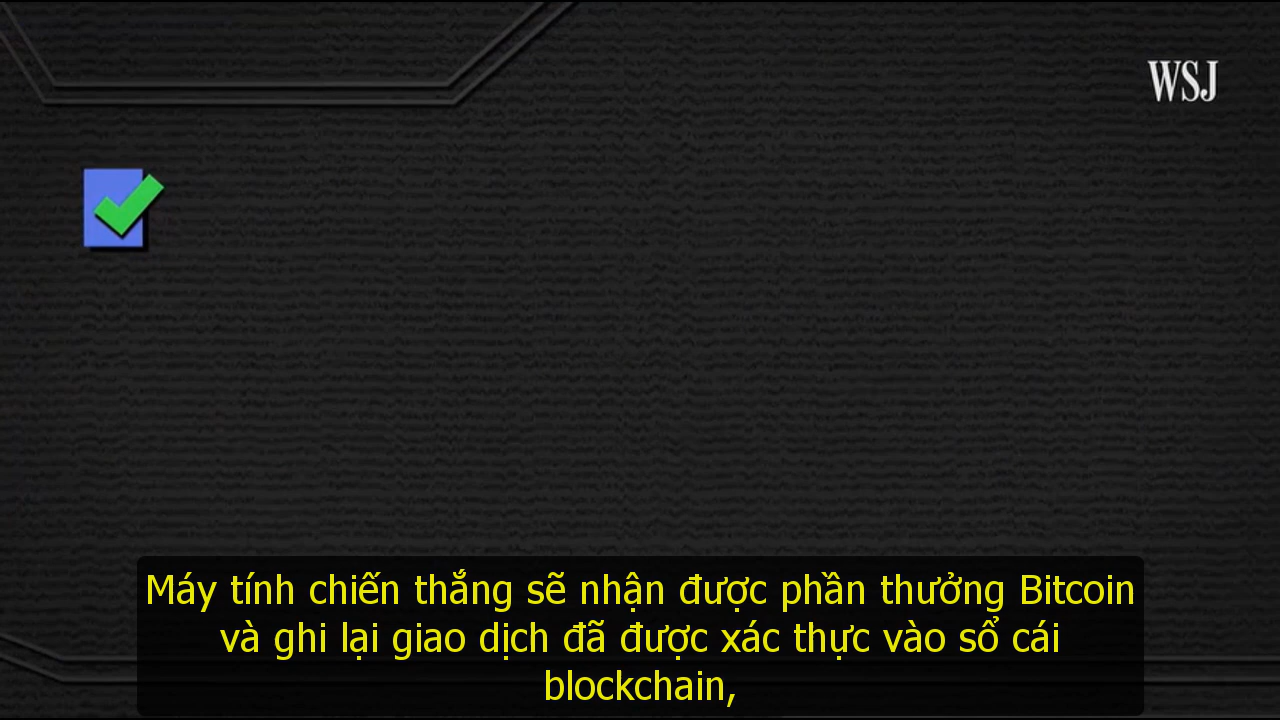 WSJ
Máy tính chiến thắng sẽ nhận được phần thưởng Bitcoin
và ghi lại giao dịch đã được xác thực vào sổ cái
blockchain,